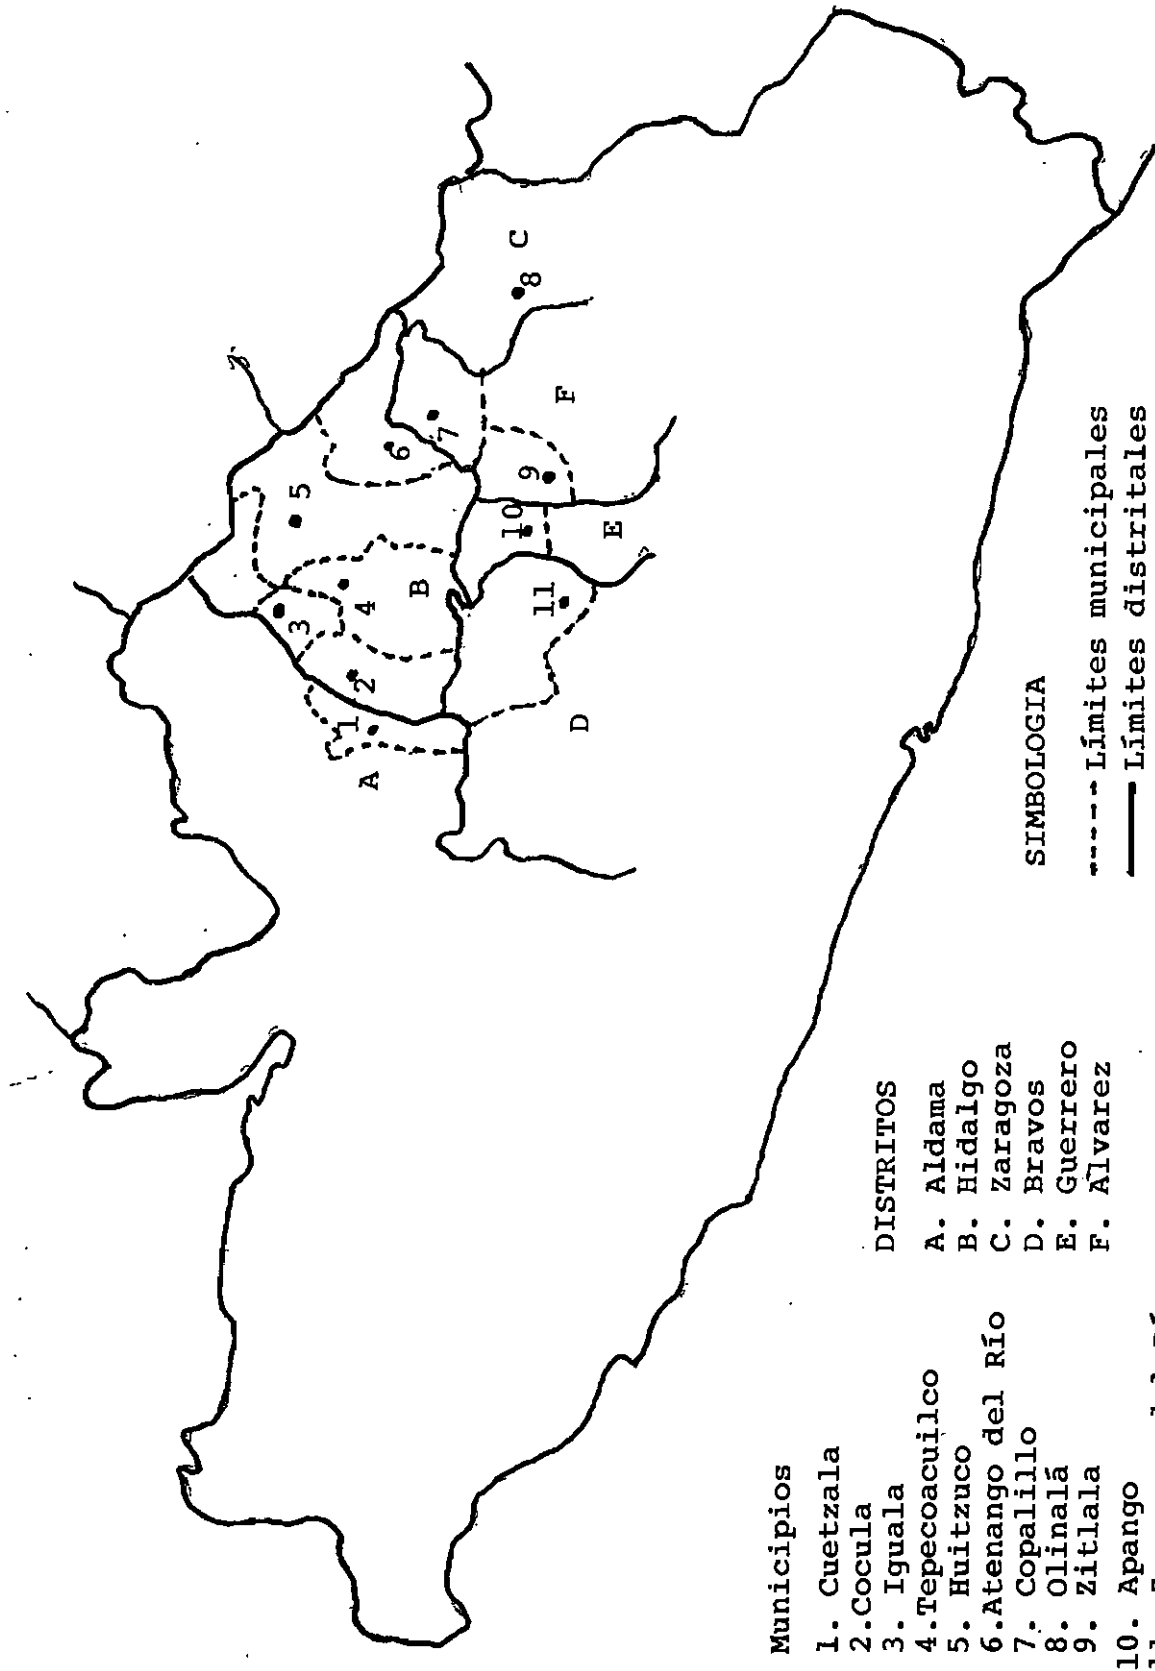 C
8
F
7
6
9
10
E
5
11
B
4
3
2
1
D
A
SIMBOLOGIA
Límites municipales
Límites distritales
DISTRITOS
A. Aldama
B. Hidalgo
C. Zaragoza
D. Bravos
E. Guerrero
F. Alvarez
Municipios
1. Cuetzala
2.Cocula
3. Iguala
4.Tepecoacuilco
5. Huitzuco
6.Atenango del Río
7. Copalillo
8. Olinalá
9. Zitlala
10. Apango